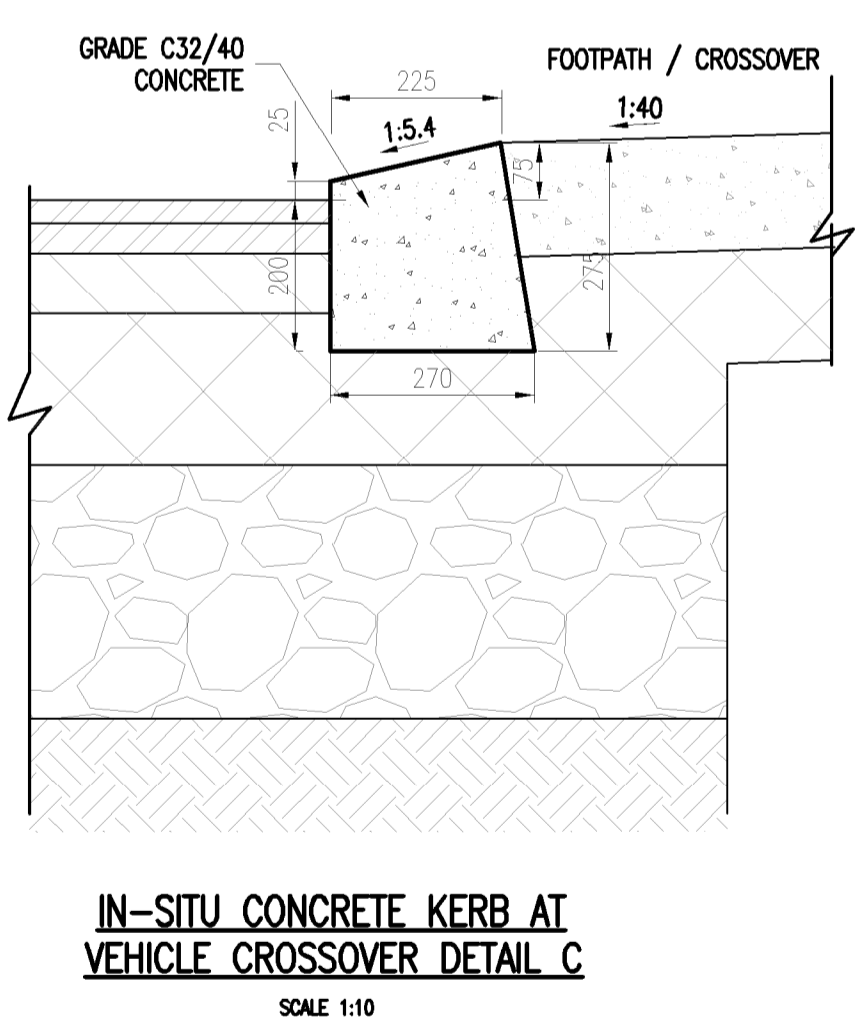 GRADE C32/40
CONCRETE
FOOTPATH / CROSSOVER
225
25
1:5.4
1:40
75
200
275
270
IN-SITU CONCRETE KERB AT
VEHICLE CROSSOVER DETAIL C
SCALE 1:10